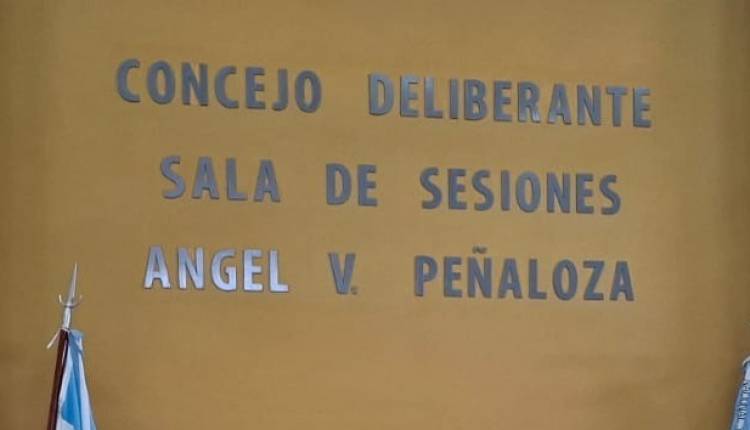 CONCEJO DELIBERANTE
SALA DE SESIONES
ANGEL V. PEÑALOZA